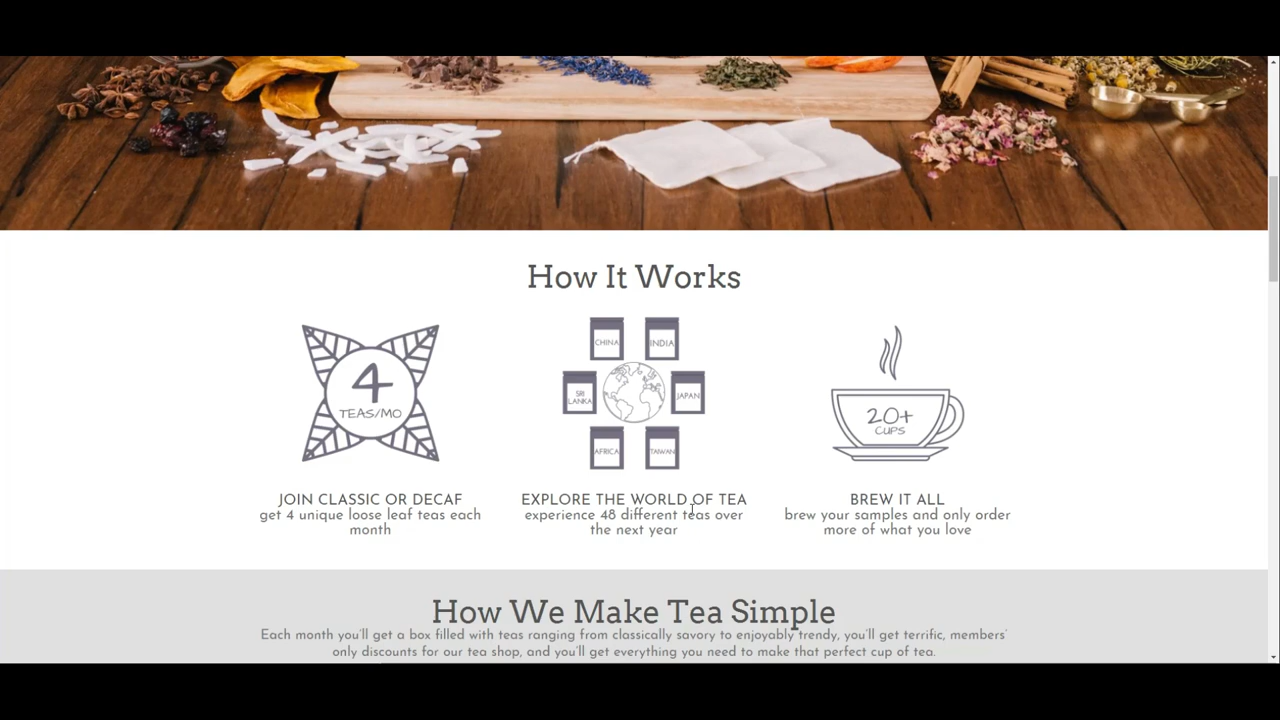 How It Works
4
TEAS/MO
CHINA
INDIA
SRI
LANKA
JAPAN
AFRICA
TAIWAN
20+
CUPS
JOIN CLASSIC OR DECAF
get 4 unique loose leaf teas each
month
EXPLORE THE WORLD OF TEA
experience 48 different teas over
the next year
BREW IT ALL
brew your samples and only order
more of what you love
How We Make Tea Simple
Each month you'll get a box filled with teas ranging from classically savory to enjoyably trendy, you'll get terrific, members'
only discounts for our tea shop, and you'll get everything you need to make that perfect cup of tea.